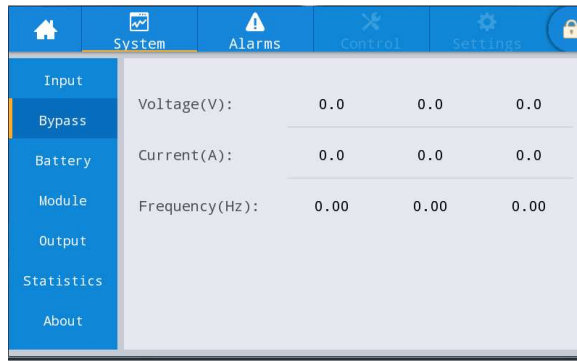 System Alarms Control Settings
Input
Bypass
Battery
Module
Output
Statistics
About
Voltage(V): 0.0 0.0 0.0
Current(A): 0.0 0.0 0.0
Frequency(Hz): 0.00 0.00 0.00